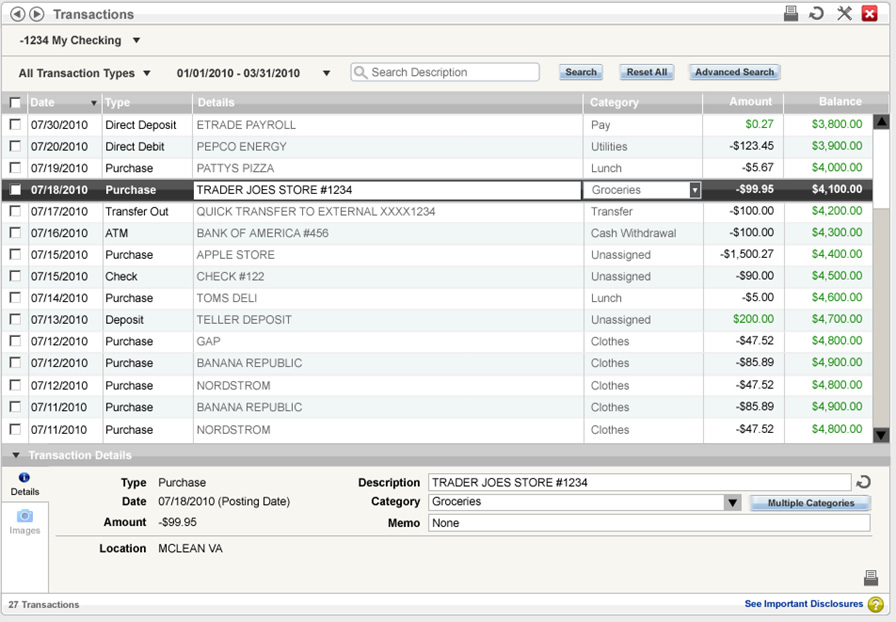 Transactions
-1234 My Checking
All Transaction Types 01/01/2010 - 03/31/2010 Search Description Search Reset All Advanced Search
Date Type Details Category Amount Balance
07/30/2010 Direct Deposit ETRADE PAYROLL Pay $0.27 $3,800.00
07/20/2010 Direct Debit PEPCO ENERGY Utilities -$123.45 $3,900.00
07/19/2010 Purchase PATTYS PIZZA Lunch -$5.67 $4,000.00
07/18/2010 Purchase TRADER JOES STORE #1234 Groceries -$99.95 $4,100.00
07/17/2010 Transfer Out QUICK TRANSFER TO EXTERNAL XXXX1234 Transfer -$100.00 $4,200.00
07/16/2010 ATM BANK OF AMERICA #456 Cash Withdrawal -$100.00 $4,300.00
07/15/2010 Purchase APPLE STORE Unassigned -$1,500.27 $4,400.00
07/15/2010 Check CHECK #122 Unassigned -$90.00 $4,500.00
07/14/2010 Purchase TOMS DELI Lunch -$5.00 $4,600.00
07/13/2010 Deposit TELLER DEPOSIT Unassigned $200.00 $4,700.00
07/12/2010 Purchase GAP Clothes -$47.52 $4,800.00
07/12/2010 Purchase BANANA REPUBLIC Clothes -$85.89 $4,900.00
07/12/2010 Purchase NORDSTROM Clothes -$47.52 $4,800.00
07/11/2010 Purchase BANANA REPUBLIC Clothes -$85.89 $4,900.00
07/11/2010 Purchase NORDSTROM Clothes -$47.52 $4,800.00
Transaction Details
Details
Images
Type Purchase Description TRADER JOES STORE #1234
Date 07/18/2010 (Posting Date) Category Groceries Multiple Categories
Amount -$99.95 Memo None
Location MCLEAN VA
27 Transactions See Important Disclosures ?